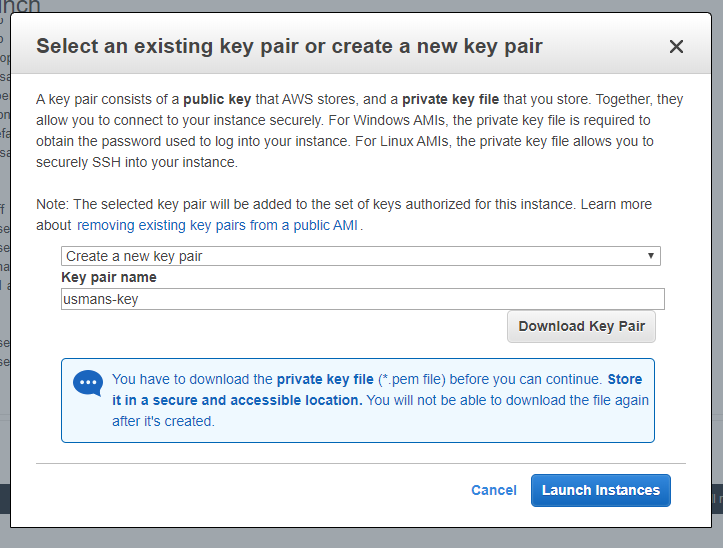 unch
Select an existing key pair or create a new key pair
A key pair consists of a public key that AWS stores, and a private key file that you store. Together, they
allow you to connect to your instance securely. For Windows AMIs, the private key file is required to
obtain the password used to log into your instance. For Linux AMIs, the private key file allows you to
securely SSH into your instance.
Note: The selected key pair will be added to the set of keys authorized for this instance. Learn more
about removing existing key pairs from a public AMI .
Create a new key pair
Key pair name
usmans-key
Download Key Pair
You have to download the private key file (*.pem file) before you can continue. Store
it in a secure and accessible location. You will not be able to download the file again
after it's created.
Cancel
Launch Instances